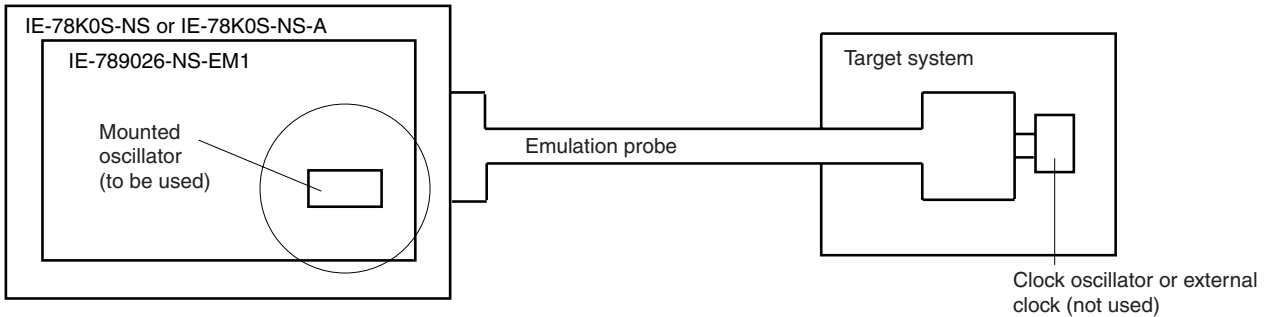 IE-78K0S-NS or IE-78K0S-NS-A
IE-789026-NS-EM1
Mounted
oscillator
(to be used)
Emulation probe
Target system
Clock oscillator or external
clock (not used)